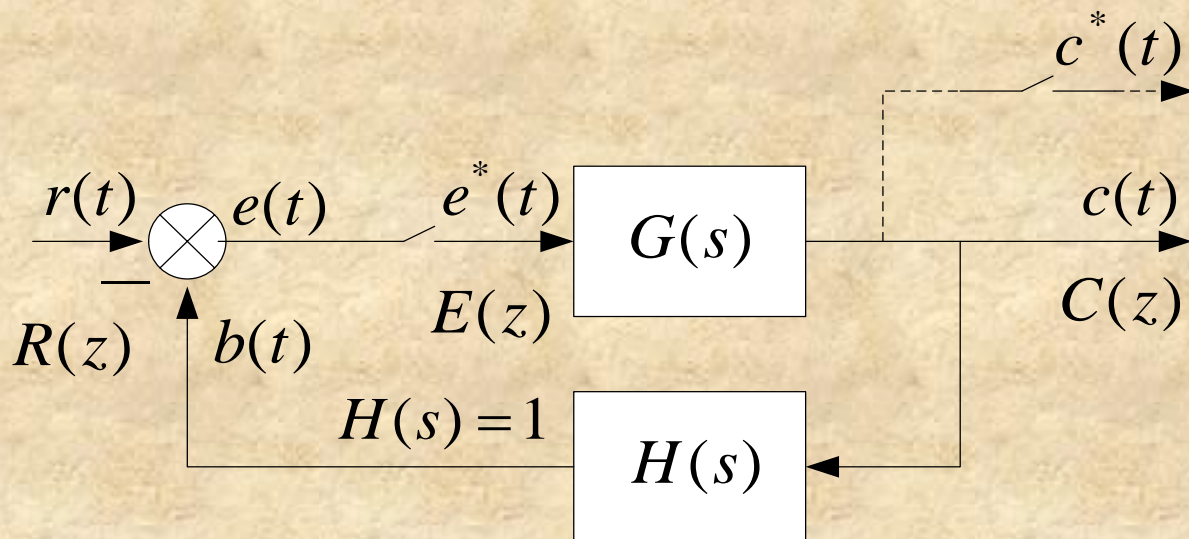 c*(t)
r(t)
e(t)
e*(t)
G(s)
c(t)
−
R(z)
b(t)
E(z)
C(z)
H(s) = 1
H(s)